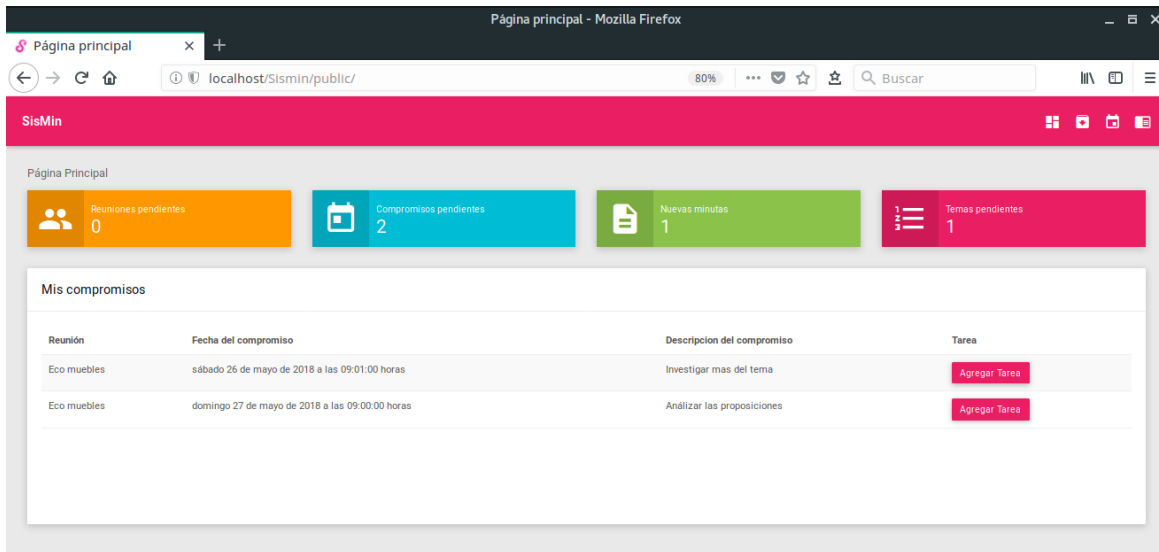 Página principal - Mozilla Firefox
Página principal
localhost/Sismin/public/
80%
Buscar
SisMin
Página Principal
Reuniones pendientes
0
Compromisos pendientes
2
Nuevas minutas
1
Temas pendientes
1
Mis compromisos
Reunión Fecha del compromiso Descripcion del compromiso Tarea
Eco muebles sábado 26 de mayo de 2018 a las 09:01:00 horas Investigar mas del tema Agregar Tarea
Eco muebles domingo 27 de mayo de 2018 a las 09:00:00 horas Análizar las proposiciones Agregar Tarea